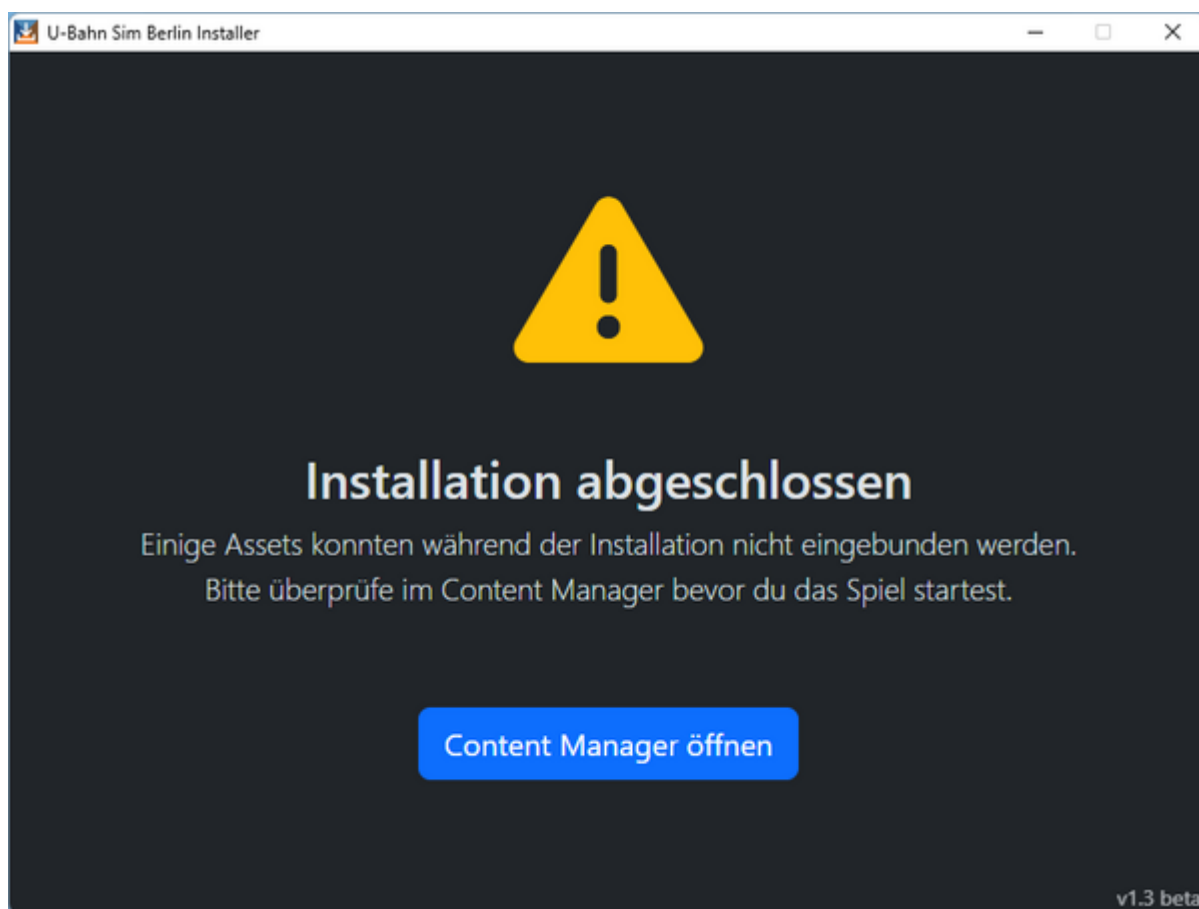 U-Bahn Sim Berlin Installer
Installation abgeschlossen
Einige Assets konnten während der Installation nicht eingebunden werden.
Bitte überprüfe im Content Manager bevor du das Spiel startest.
Content Manager öffnen
v1.3 beta